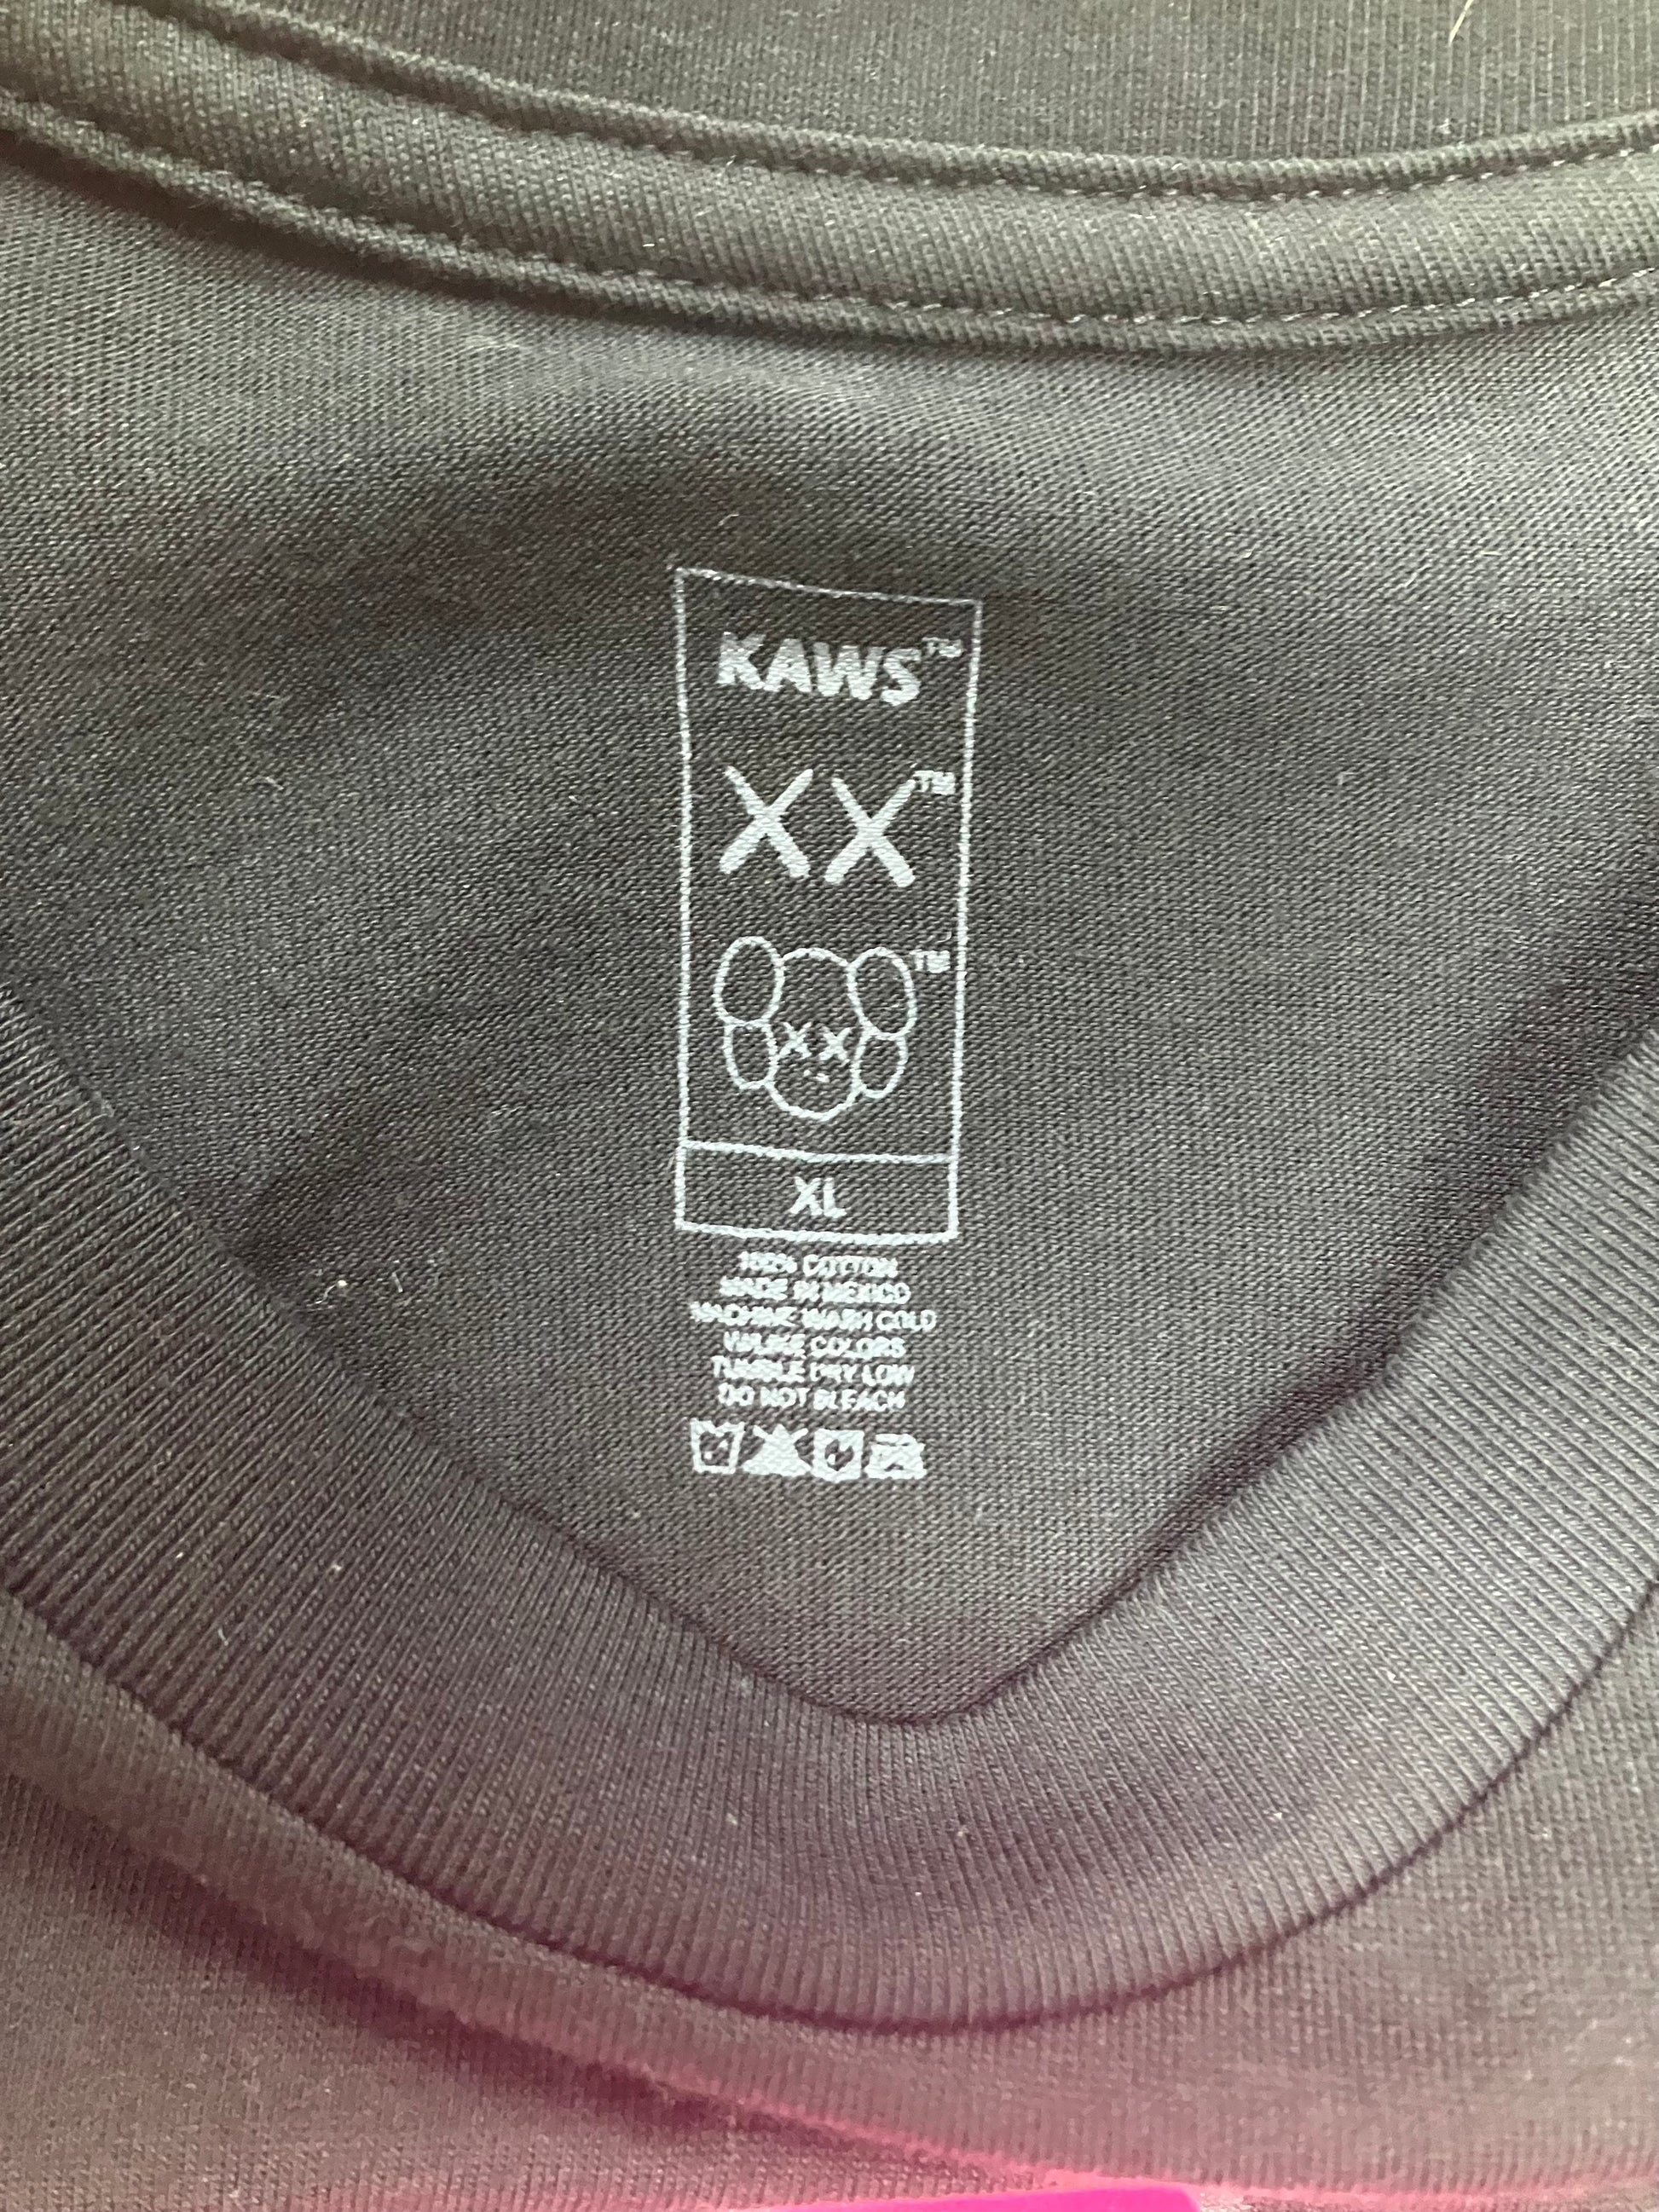 KAWS™
XX™
™
XL
100% COTTON
MADE IN MEXICO
MACHINE WASH COLD
W/LIKE COLORS
TUMBLE DRY LOW
DO NOT BLEACH